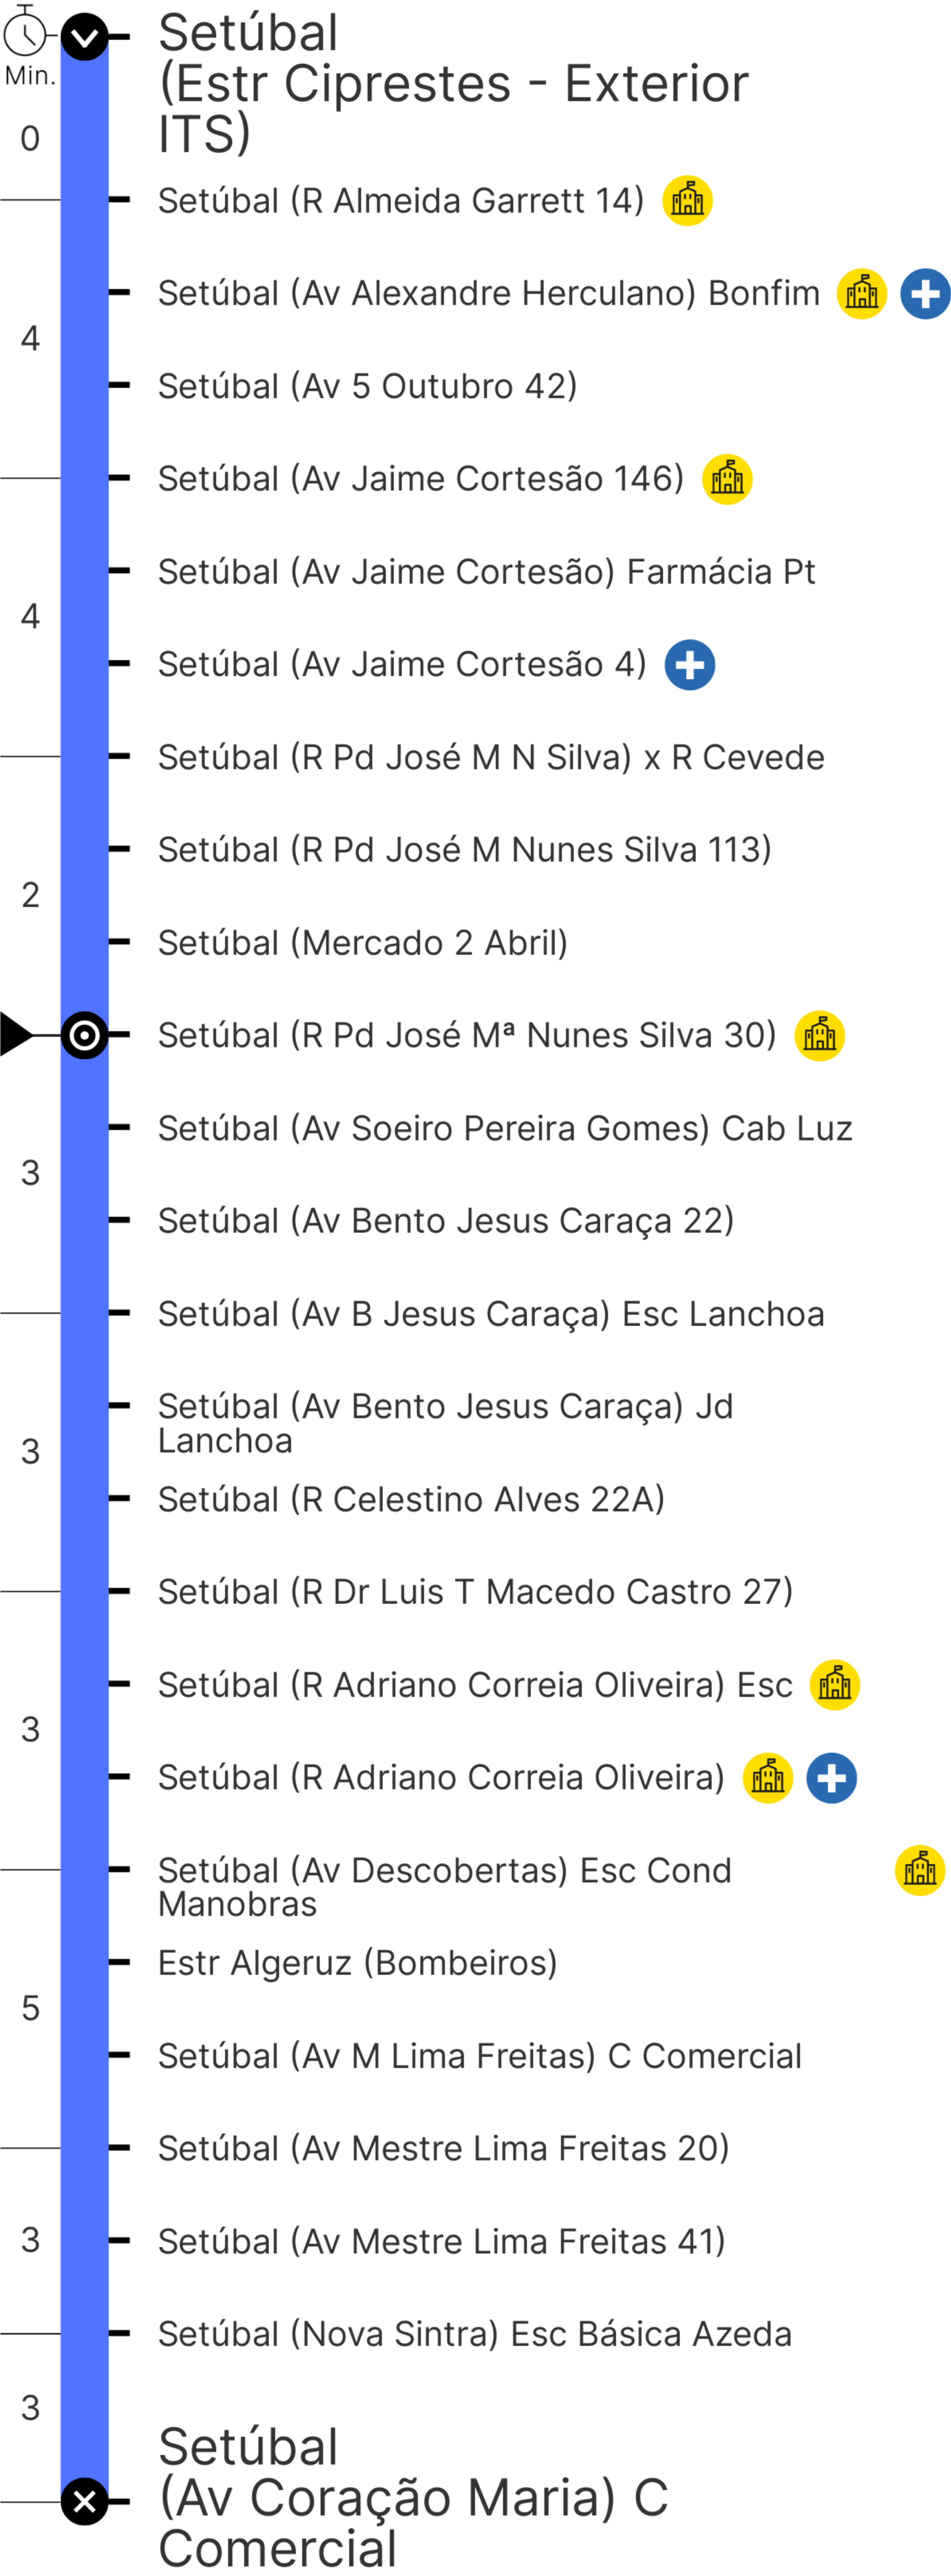 Setúbal
(Estr Ciprestes - Exterior
ITS)
Min.
0
Setúbal (R Almeida Garrett 14)
Setúbal (Av Alexandre Herculano) Bonfim
4
Setúbal (Av 5 Outubro 42)
Setúbal (Av Jaime Cortesão 146)
Setúbal (Av Jaime Cortesão) Farmácia Pt
4
Setúbal (Av Jaime Cortesão 4)
Setúbal (R Pd José M N Silva) x R Cevede
Setúbal (R Pd José M Nunes Silva 113)
2
Setúbal (Mercado 2 Abril)
Setúbal (R Pd José Mª Nunes Silva 30)
Setúbal (Av Soeiro Pereira Gomes) Cab Luz
3
Setúbal (Av Bento Jesus Caraça 22)
Setúbal (Av B Jesus Caraça) Esc Lanchoa
Setúbal (Av Bento Jesus Caraça) Jd
Lanchoa
3
Setúbal (R Celestino Alves 22A)
Setúbal (R Dr Luis T Macedo Castro 27)
Setúbal (R Adriano Correia Oliveira) Esc
3
Setúbal (R Adriano Correia Oliveira)
Setúbal (Av Descobertas) Esc Cond
Manobras
Estr Algeruz (Bombeiros)
5
Setúbal (Av M Lima Freitas) C Comercial
Setúbal (Av Mestre Lima Freitas 20)
3
Setúbal (Av Mestre Lima Freitas 41)
Setúbal (Nova Sintra) Esc Básica Azeda
3
Setúbal
(Av Coração Maria) C
Comercial